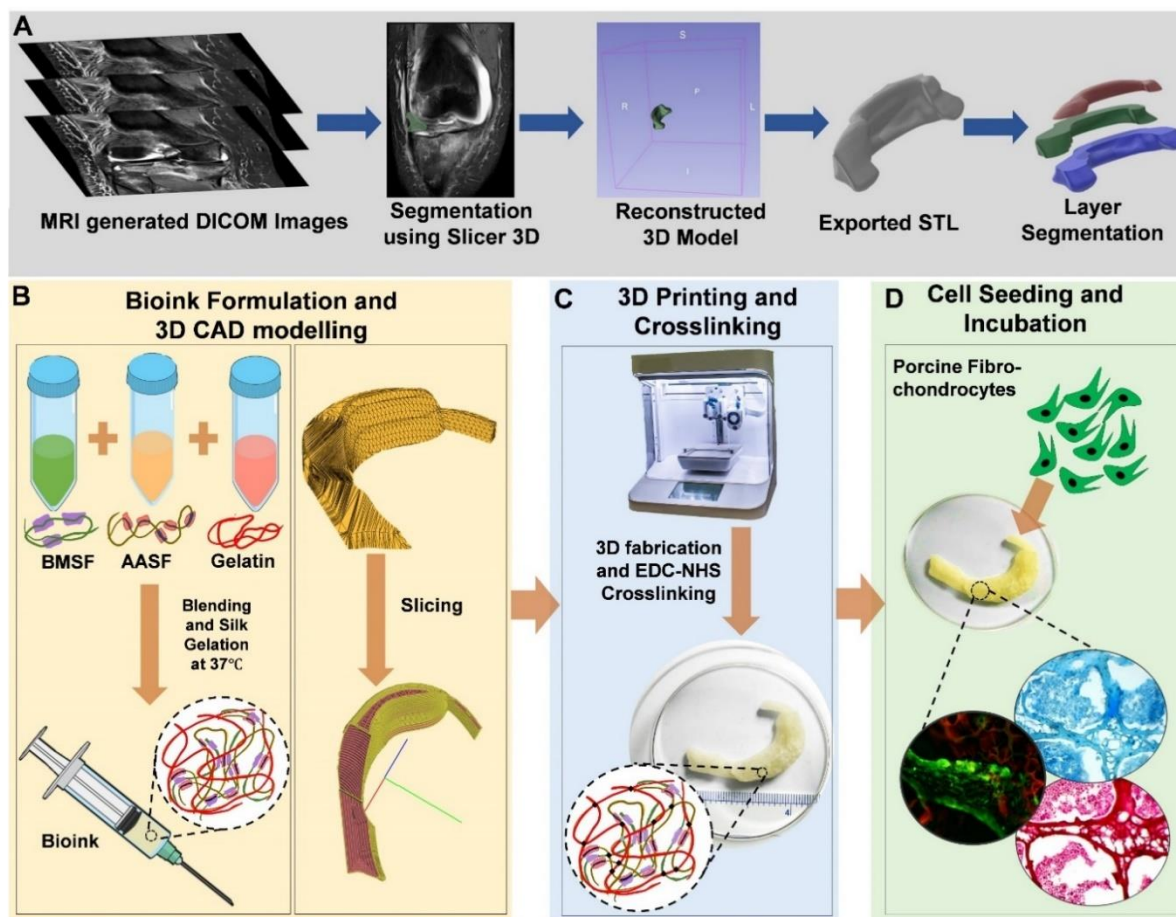 A
MRI generated DICOM Images
Segmentation
using Slicer 3D
S
R
P
L
I
Reconstructed
3D Model
Exported STL
Layer
Segmentation
B
Bioink Formulation and
3D CAD modelling
BMSF
AASF
Gelatin
Blending
and Silk
Gelation
at 37℃
Bioink
Slicing
C
3D Printing and
Crosslinking
3D fabrication
and EDC-NHS
Crosslinking
4
D
Cell Seeding and
Incubation
Porcine Fibro-
chondrocytes